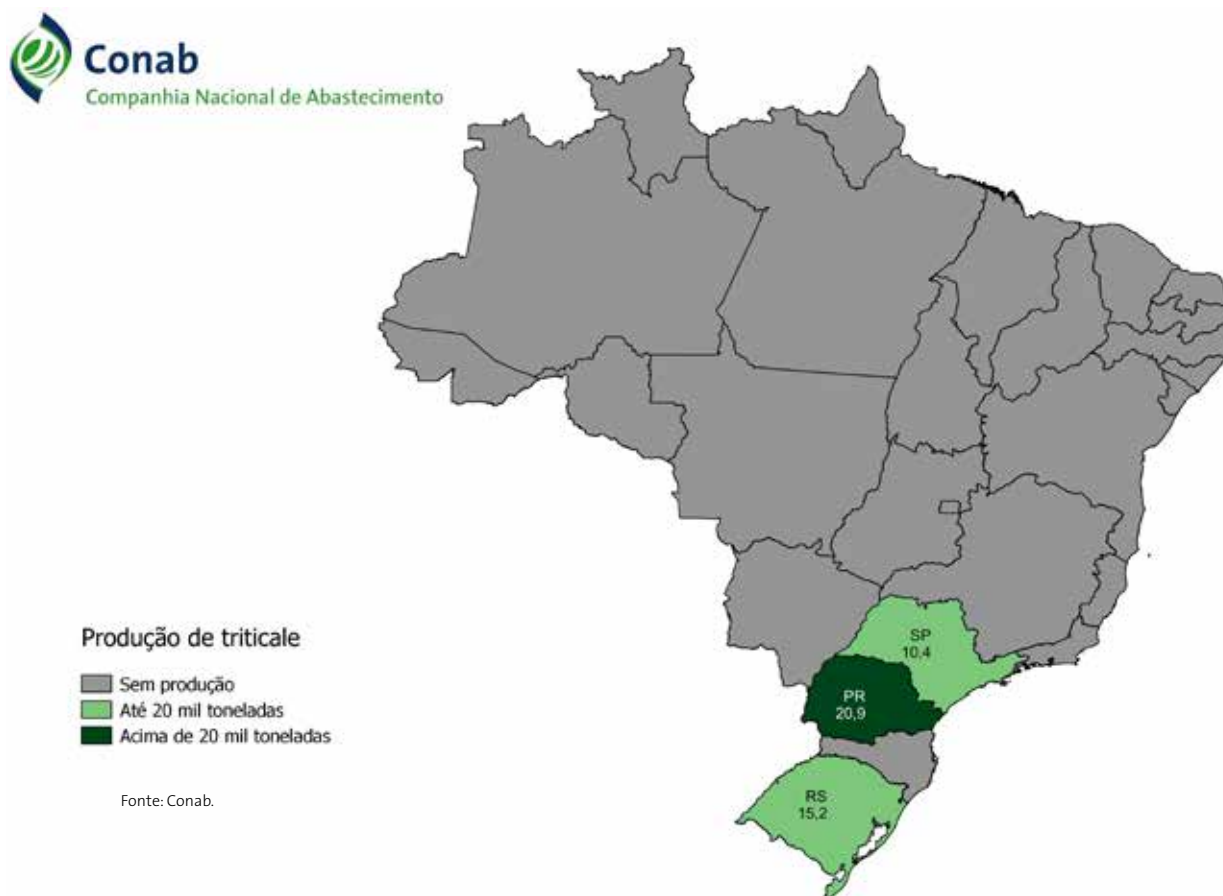 Conab
Companhia Nacional de Abastecimento
SP
10,4
PR
20,9
RS
15,2
Produção de triticale
Sem produção
Até 20 mil toneladas
Acima de 20 mil toneladas
Fonte: Conab.